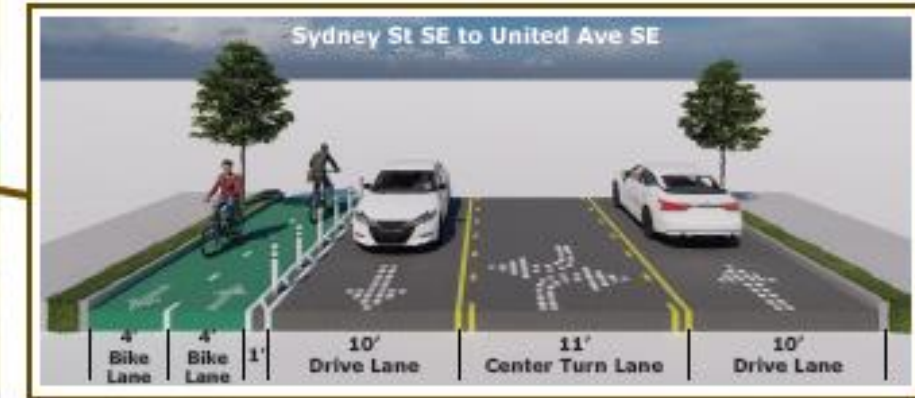 Sydney St SE to United Ave SE
4'
Bike
Lane
4'
Bike
Lane
1'
10'
Drive Lane
11'
Center Turn Lane
10'
Drive Lane